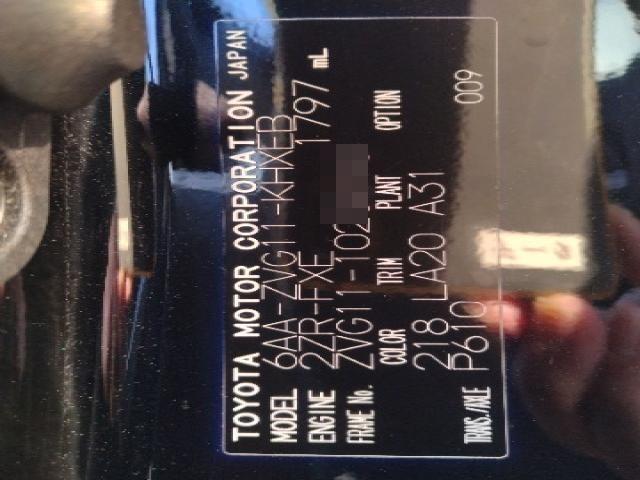 TOYOTA MOTOR CORPORATION JAPAN
MODEL 6AA-ZVG11-KHXEB
ENGINE 2ZR-FXE 1797 mL
FRAME No. ZVG11-102
COLOR TRIM PLANT OPTION
218 LA20 A31
TRANS./AXLE P610 009